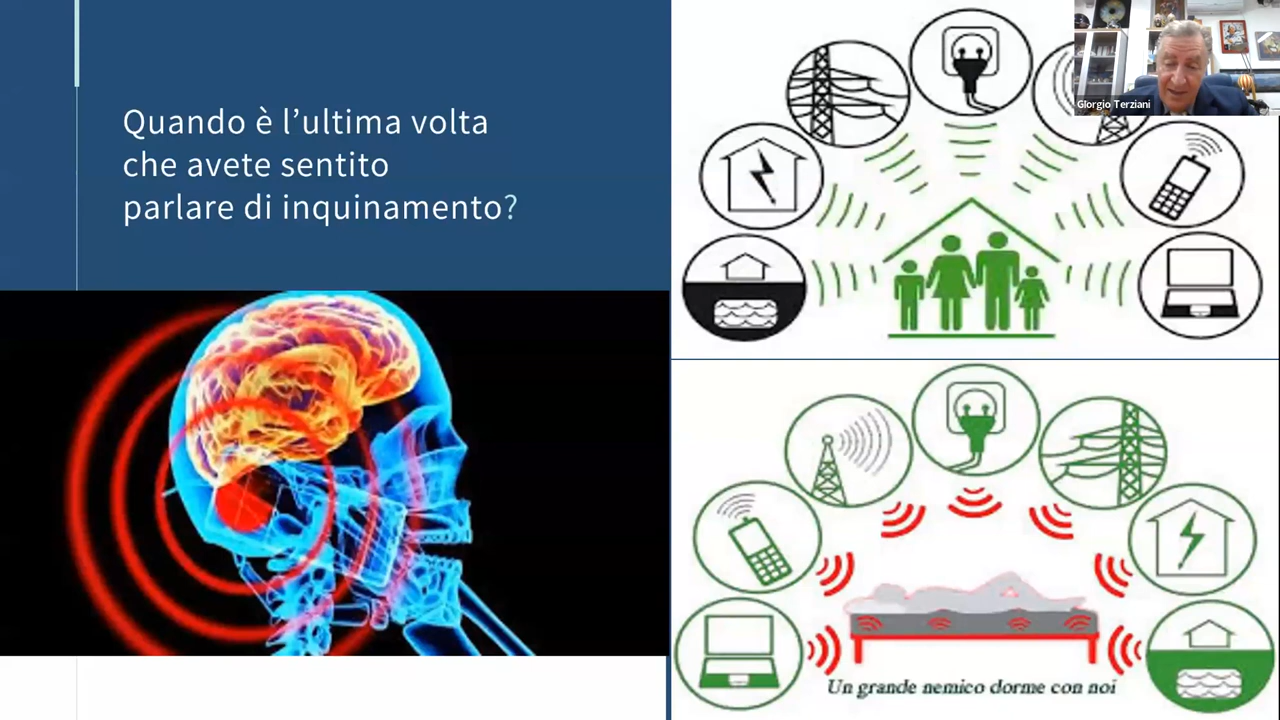 Quando è l’ultima volta
che avete sentito
parlare di inquinamento?
Giorgio Terziani
Un grande nemico dorme con noi